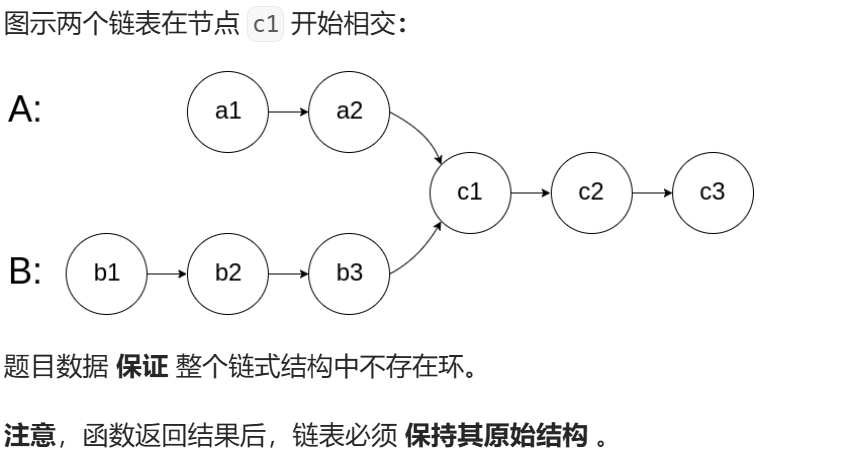 图示两个链表在节点 c1 开始相交：
A: a1 a2
c1 c2 c3
B: b1 b2 b3
题目数据 保证 整个链式结构中不存在环。
注意，函数返回结果后，链表必须 保持其原始结构 。